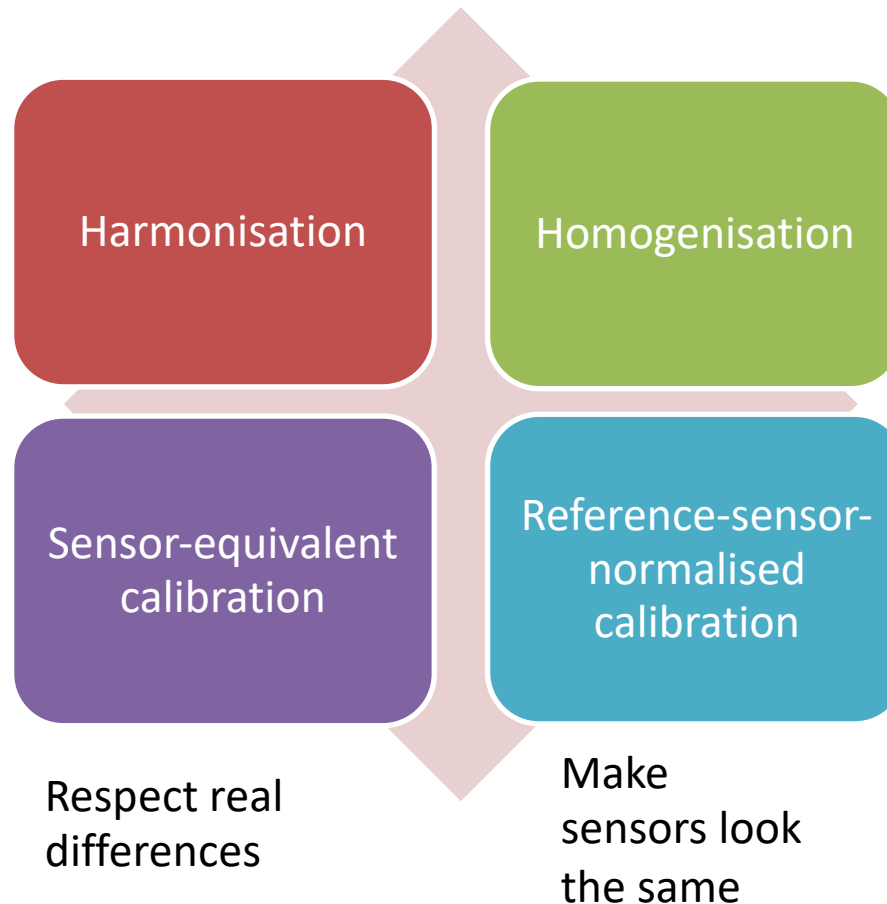 Harmonisation
Homogenisation
Sensor-equivalent
calibration
Reference-sensor-
normalised
calibration
Respect real
differences
Make
sensors look
the same